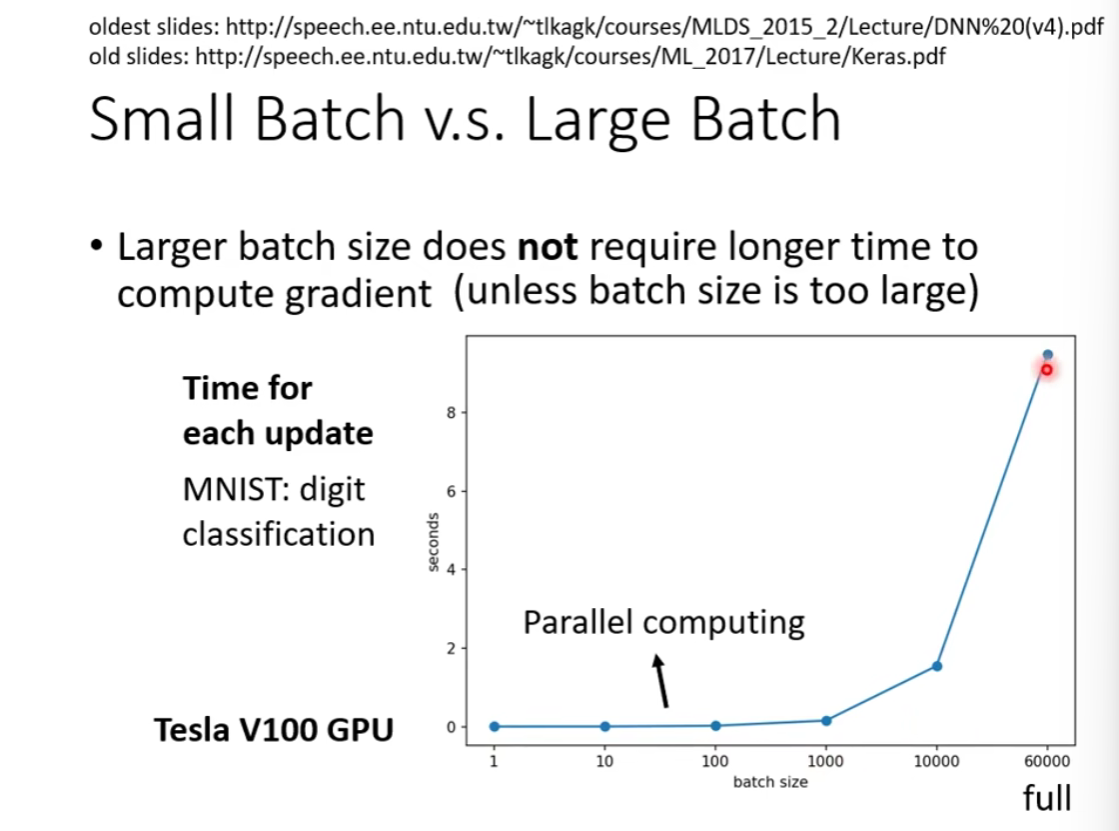 oldest slides: http://speech.ee.ntu.edu.tw/~tlkagk/courses/MLDS_2015_2/Lecture/DNN%20(v4).pdf
old slides: http://speech.ee.ntu.edu.tw/~tlkagk/courses/ML_2017/Lecture/Keras.pdf
Small Batch v.s. Large Batch
• Larger batch size does not require longer time to
compute gradient (unless batch size is too large)
Time for
each update
MNIST: digit
classification
Tesla V100 GPU
seconds
8
6
4
2
0
Parallel computing
1 10 100 1000 10000 60000
batch size
full